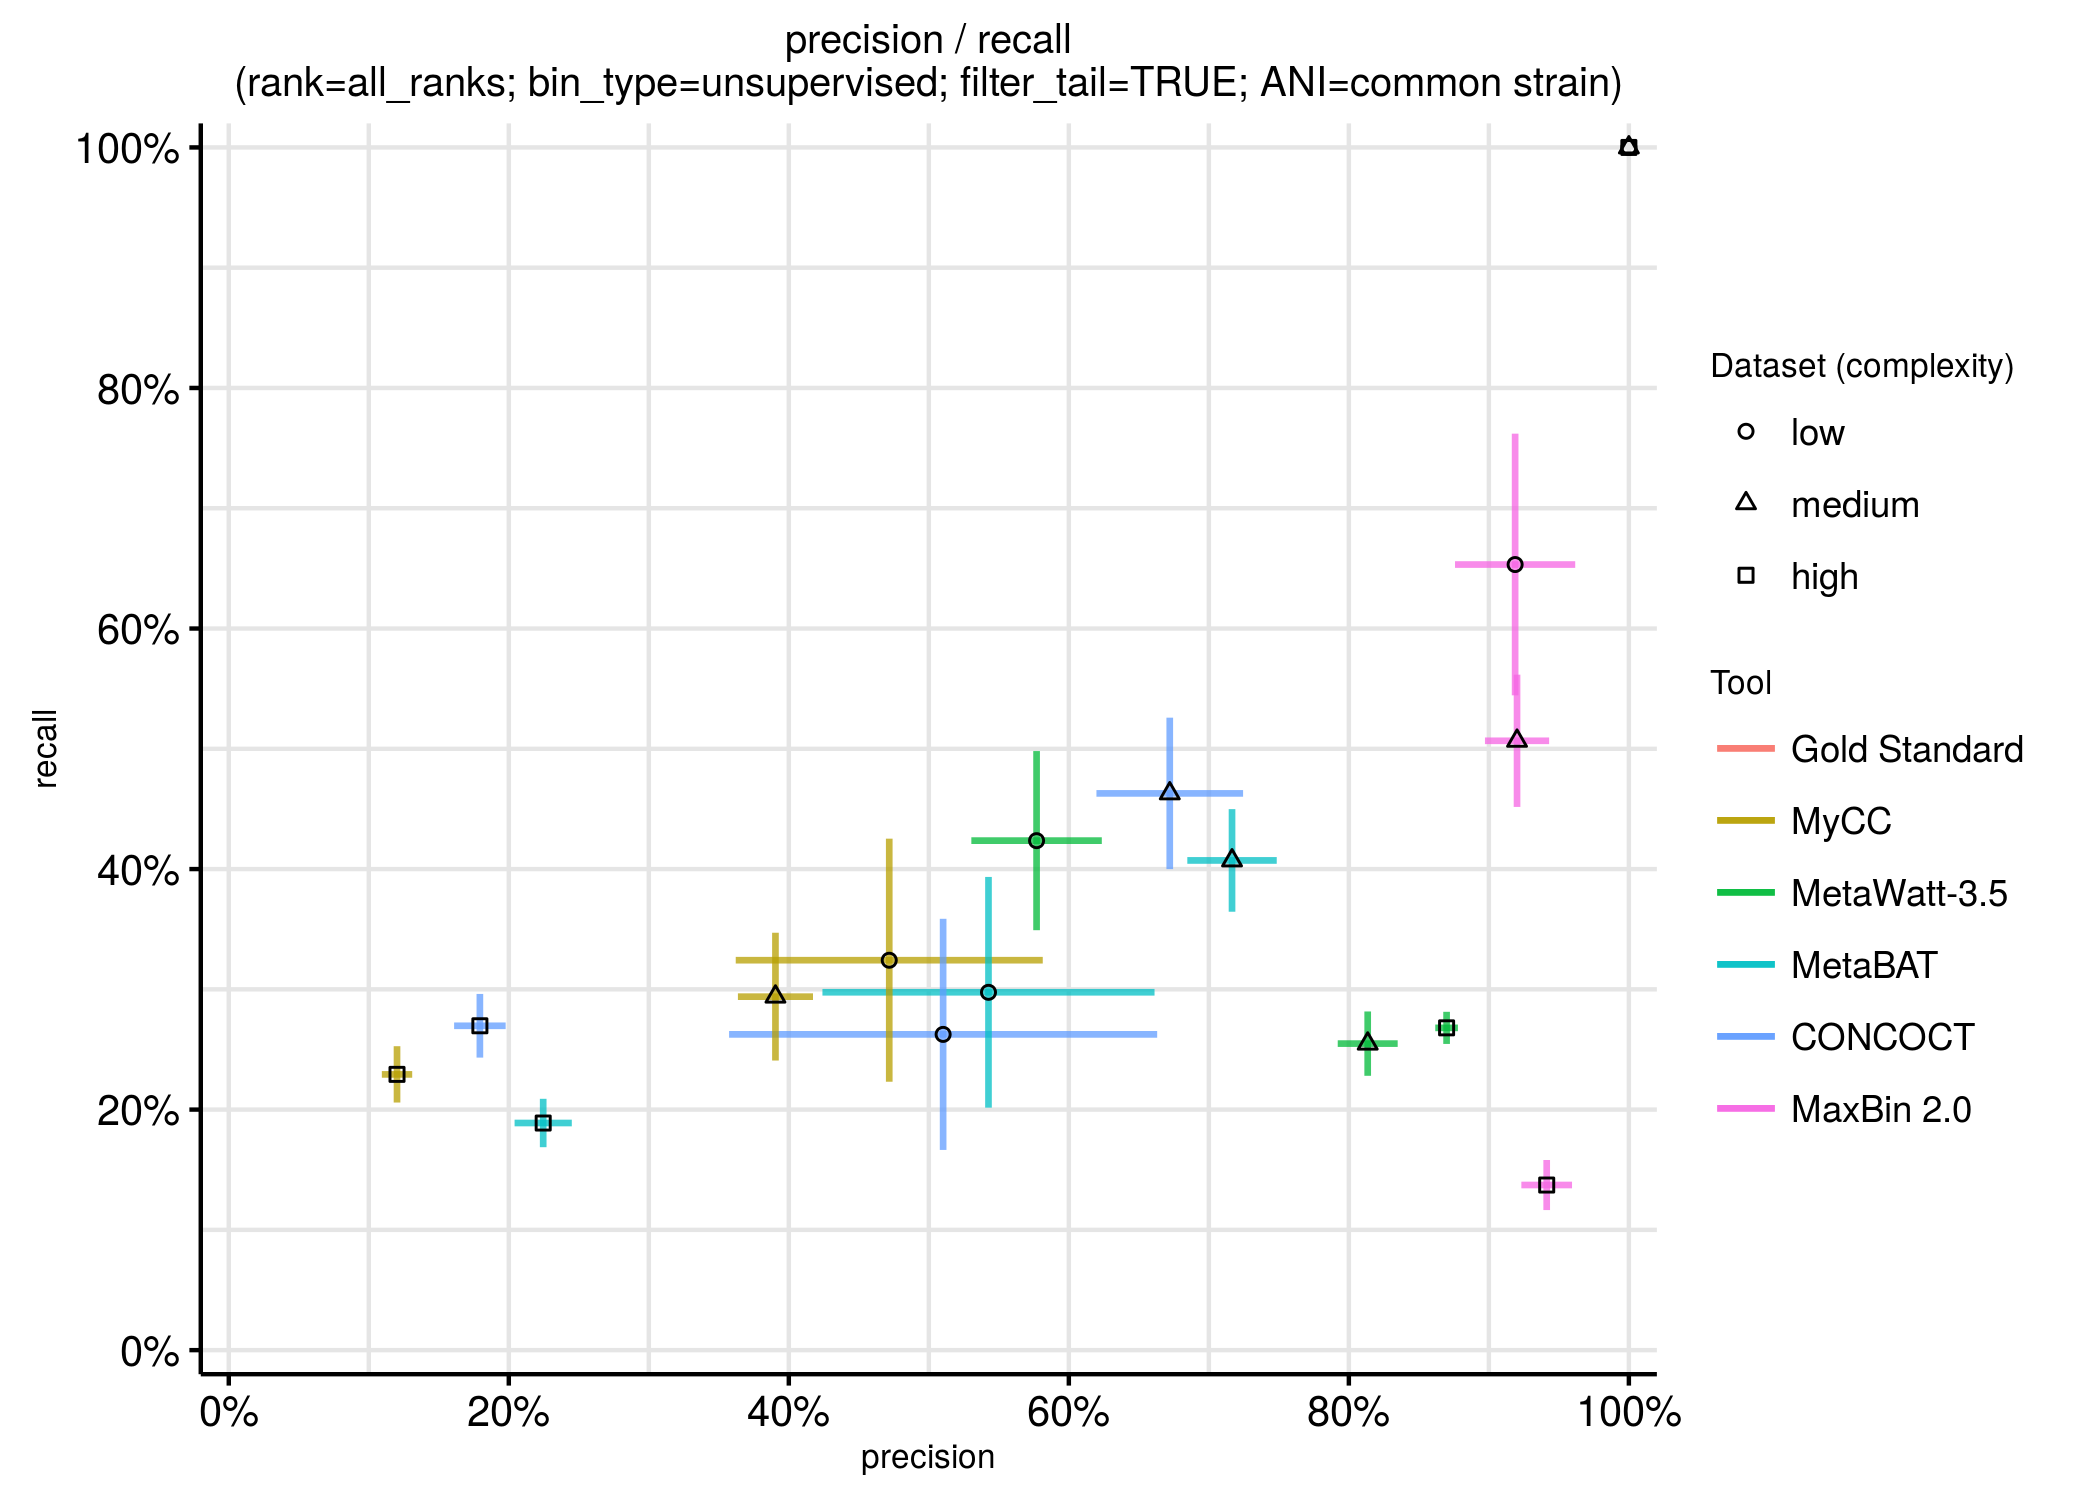 precision / recall
(rank=all_ranks; bin_type=unsupervised; filter_tail=TRUE; ANI=common strain)
100%
80%
60%
40%
20%
0%
recall
0%
20%
40%
60%
80%
100%
precision
Dataset (complexity)
low
medium
high
Tool
Gold Standard
MyCC
MetaWatt-3.5
MetaBAT
CONCOCT
MaxBin 2.0